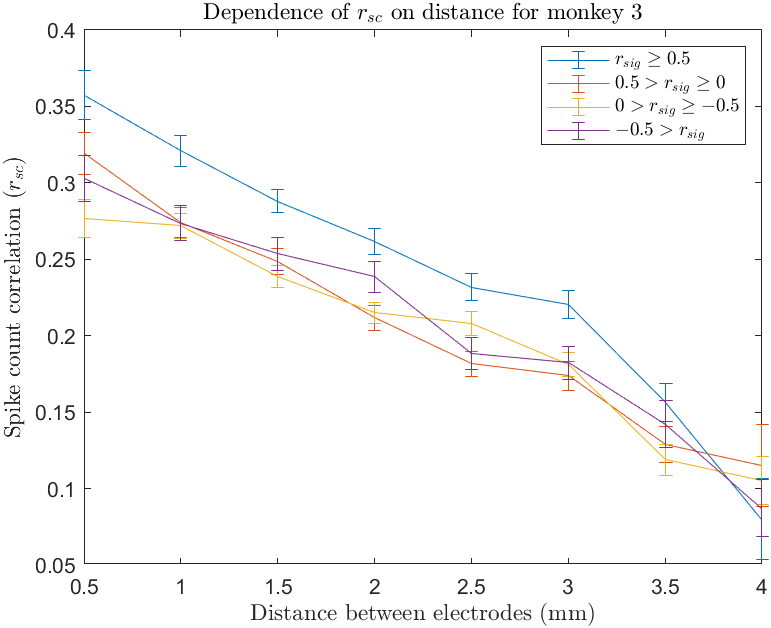 Dependence of r_sc on distance for monkey 3
r_sig ≥ 0.5
0.5 > r_sig ≥ 0
0 > r_sig ≥ −0.5
−0.5 > r_sig
Spike count correlation (r_sc)
0.4
0.35
0.3
0.25
0.2
0.15
0.1
0.05
0.5 1 1.5 2 2.5 3 3.5 4
Distance between electrodes (mm)